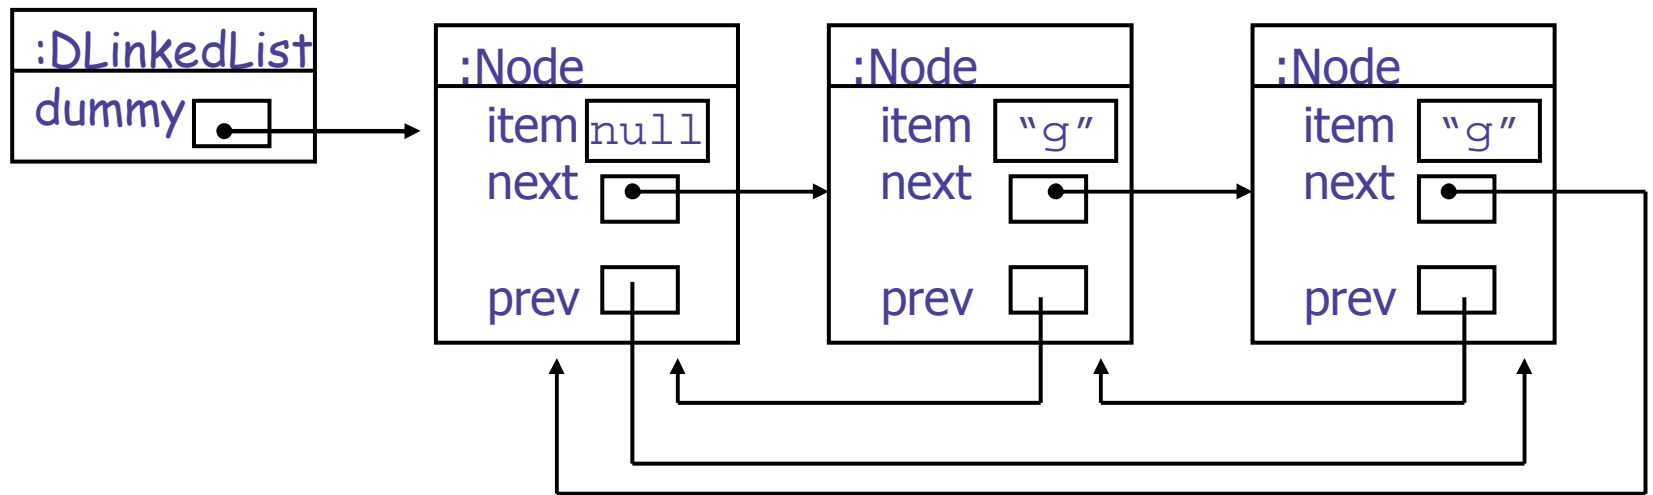 :DLinkedList
dummy
:Node
item null
next
prev
:Node
item “g”
next
prev
:Node
item “g”
next
prev